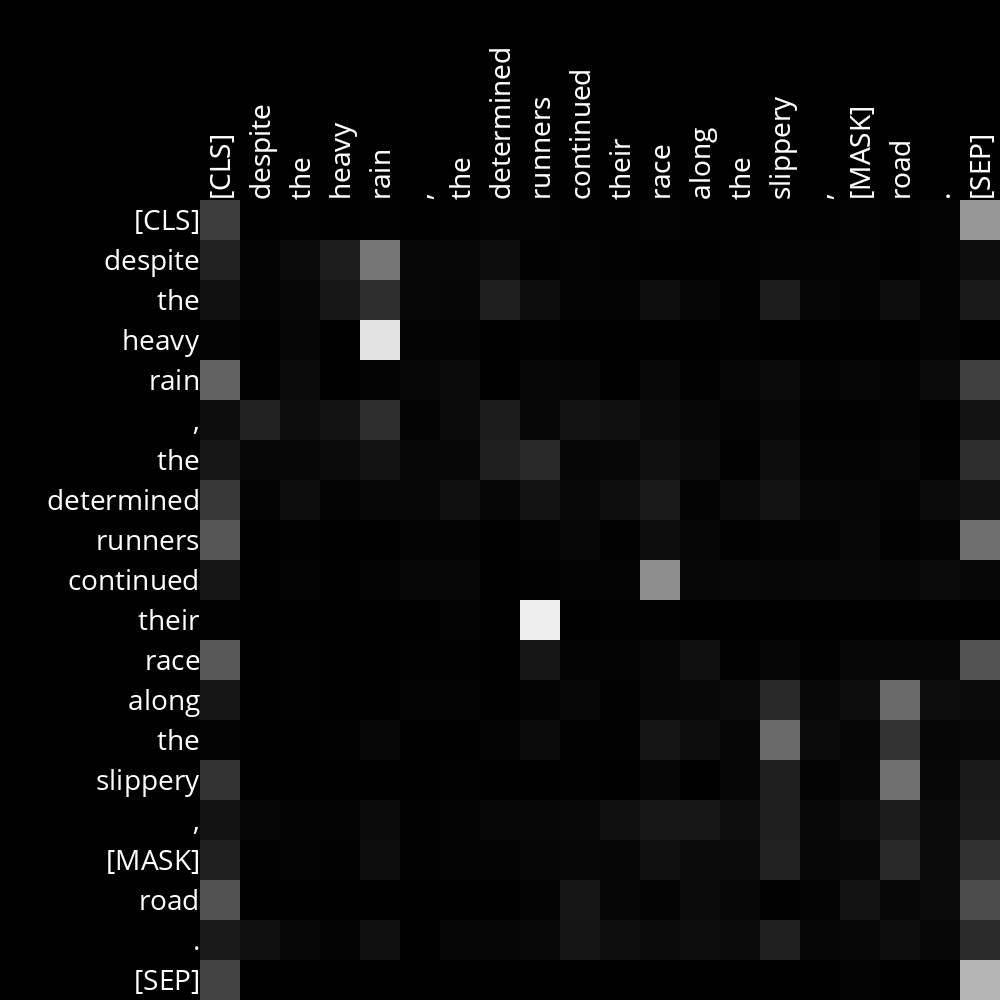 [CLS] despite the heavy rain , the determined runners continued their race along the slippery , [MASK] road . [SEP]
[CLS]
despite
the
heavy
rain
,
the
determined
runners
continued
their
race
along
the
slippery
,
[MASK]
road
.
[SEP]